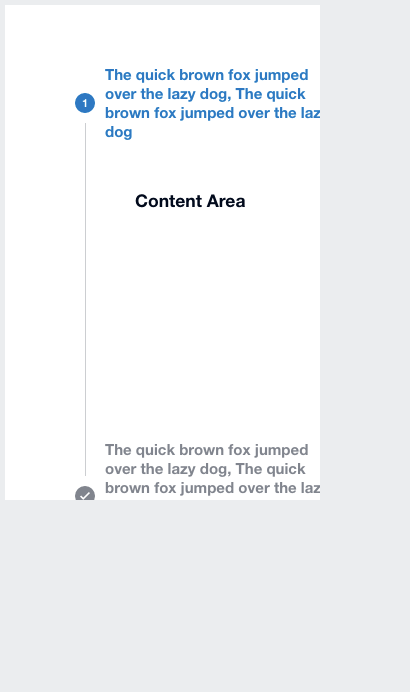 The quick brown fox jumped
over the lazy dog, The quick
1
brown fox jumped over the laz
dog
Content Area
The quick brown fox jumped
over the lazy dog, The quick
brown fox jumped over the laz